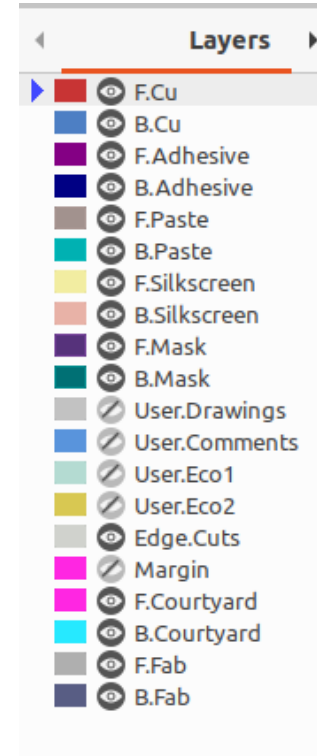 Layers
F.Cu
B.Cu
F.Adhesive
B.Adhesive
F.Paste
B.Paste
F.Silkscreen
B.Silkscreen
F.Mask
B.Mask
User.Drawings
User.Comments
User.Eco1
User.Eco2
Edge.Cuts
Margin
F.Courtyard
B.Courtyard
F.Fab
B.Fab